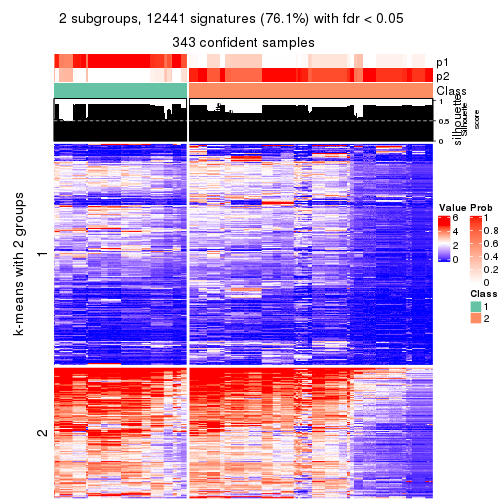 2 subgroups, 12441 signatures (76.1%) with fdr < 0.05
343 confident samples
p1
p2
Class
1
0.5
0
silhouette
Silhouette
score
k-means with 2 groups
1
2
Value
6
4
2
0
Prob
1
0.8
0.6
0.4
0.2
0
Class
1
2